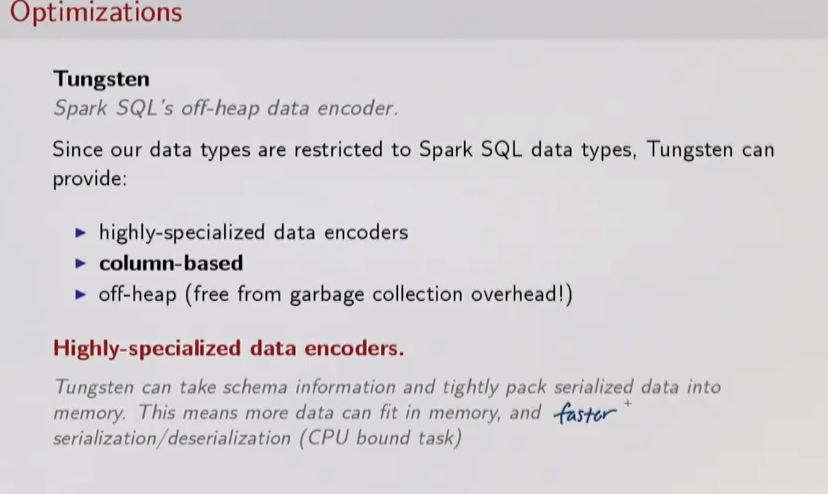 Optimizations
Tungsten
Spark SQL's off-heap data encoder.
Since our data types are restricted to Spark SQL data types, Tungsten can
provide:
► highly-specialized data encoders
► column-based
► off-heap (free from garbage collection overhead!)
Highly-specialized data encoders.
Tungsten can take schema information and tightly pack serialized data into
memory. This means more data can fit in memory, and faster
serialization/deserialization (CPU bound task)